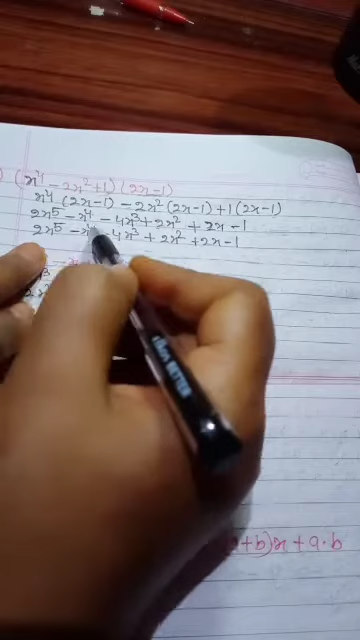 ) (x⁴ - 2x² + 1) (2x - 1)
x⁴ (2x - 1) - 2x² (2x - 1) + 1 (2x - 1)
2x⁵ - x⁴ - 4x³ + 2x² + 2x - 1
2x⁵ - x⁴ - 4x³ + 2x² + 2x - 1
+ b) x + a · b